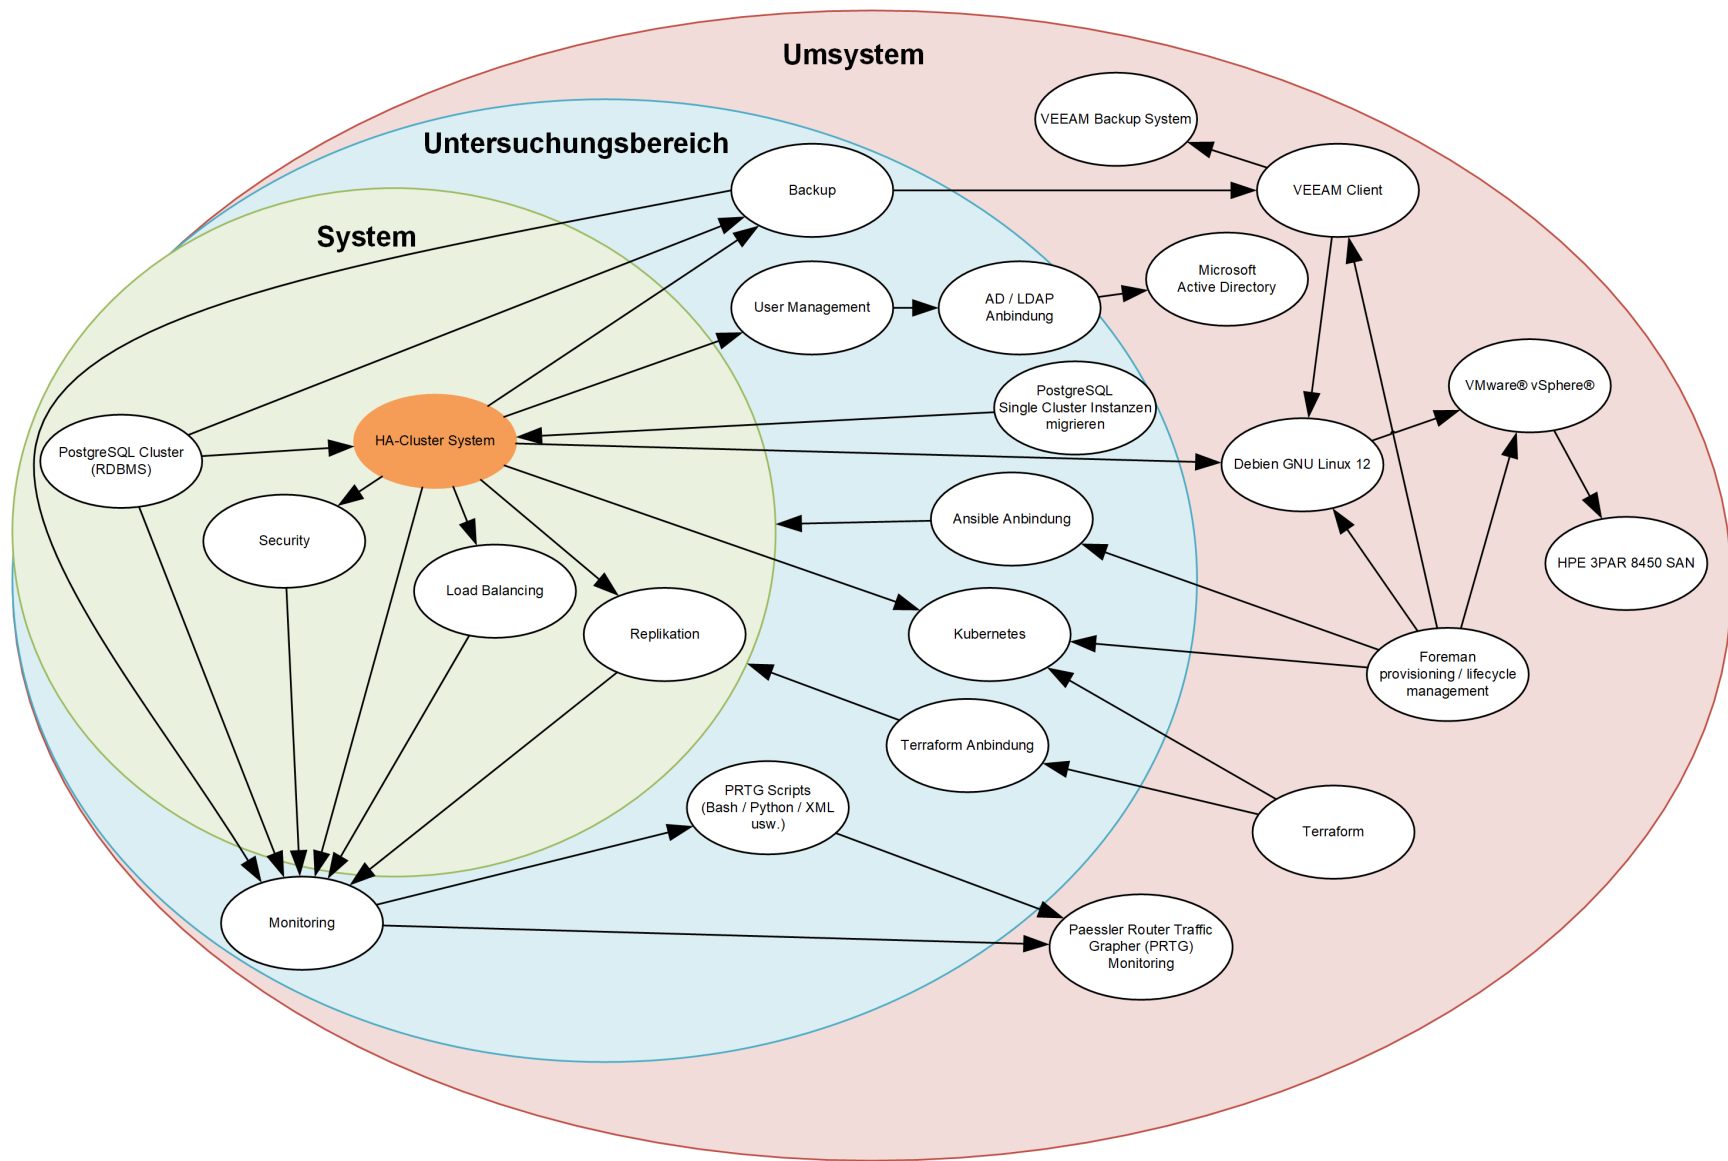 Umsystem
VEEAM Backup System
Untersuchungsbereich
Backup
VEEAM Client
System
Microsoft
Active Directory
User Management
AD / LDAP
Anbindung
VMware® vSphere®
PostgreSQL
Single Cluster Instanzen
migrieren
HA-Cluster System
PostgreSQL Cluster
(RDBMS)
Debien GNU Linux 12
Ansible Anbindung
Security
HPE 3PAR 8450 SAN
Load Balancing
Replikation
Kubernetes
Foreman
provisioning / lifecycle
management
Terraform Anbindung
PRTG Scripts
(Bash / Python / XML
usw.)
Terraform
Monitoring
Paessler Router Traffic
Grapher (PRTG)
Monitoring